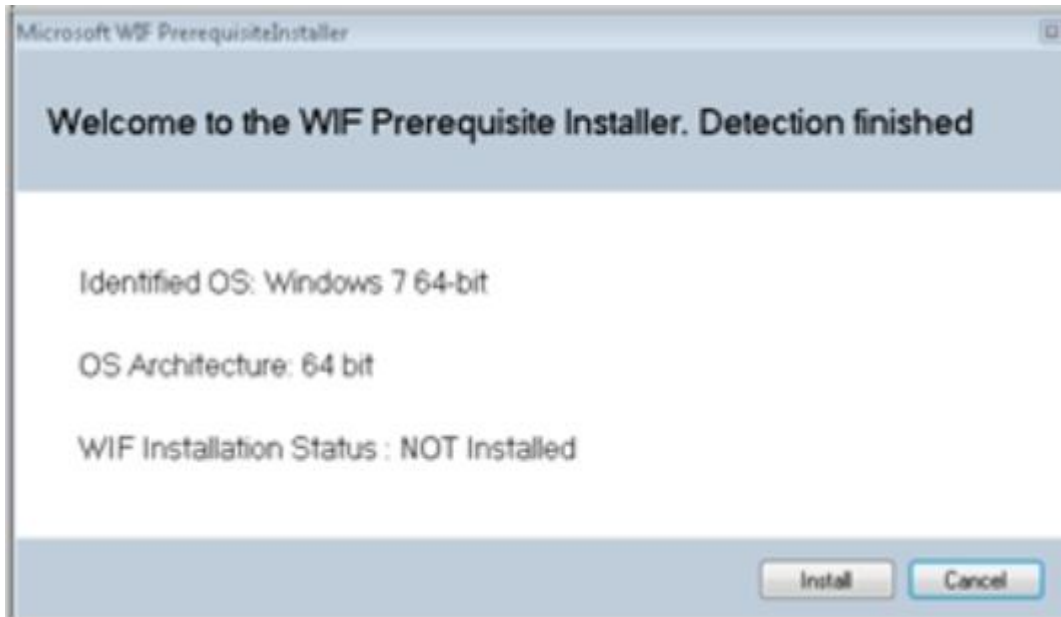 Microsoft WIF PrerequisiteInstaller
Welcome to the WIF Prerequisite Installer. Detection finished
Identified OS: Windows 7 64-bit
OS Architecture: 64 bit
WIF Installation Status : NOT Installed
Install Cancel